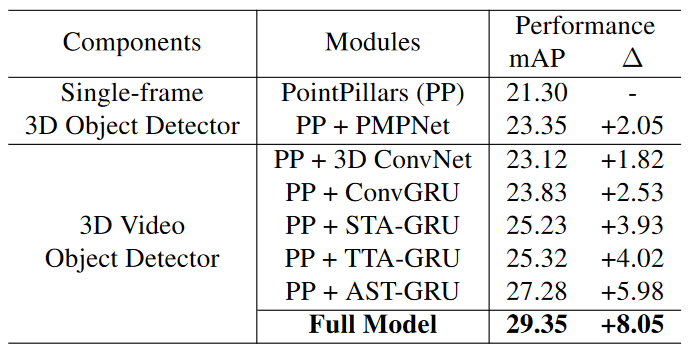 Components Modules Performance
mAP Δ
Single-frame PointPillars (PP) 21.30 -
3D Object Detector PP + PMPNet 23.35 +2.05
PP + 3D ConvNet 23.12 +1.82
PP + ConvGRU 23.83 +2.53
3D Video PP + STA-GRU 25.23 +3.93
Object Detector PP + TTA-GRU 25.32 +4.02
PP + AST-GRU 27.28 +5.98
Full Model 29.35 +8.05